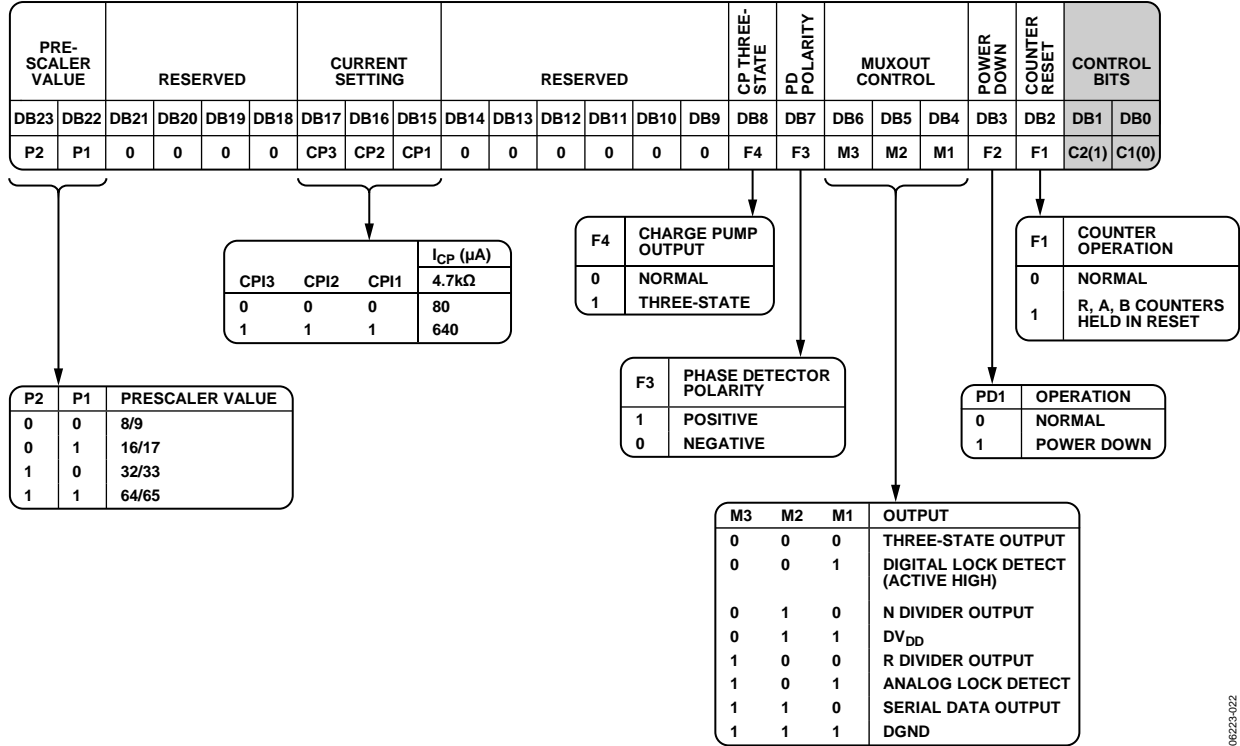 PRE-
SCALER
VALUE
RESERVED
CURRENT
SETTING
RESERVED
CP THREE-
STATE
PD
POLARITY
MUXOUT
CONTROL
POWER
DOWN
COUNTER
RESET
CONTROL
BITS
DB23 DB22 DB21 DB20 DB19 DB18 DB17 DB16 DB15 DB14 DB13 DB12 DB11 DB10 DB9 DB8 DB7 DB6 DB5 DB4 DB3 DB2 DB1 DB0
P2 P1 0 0 0 0 CP3 CP2 CP1 0 0 0 0 0 0 F4 F3 M3 M2 M1 F2 F1 C2(1) C1(0)
ICP (µA)
CPI3 CPI2 CPI1 4.7kΩ
0 0 0 80
1 1 1 640
F4 CHARGE PUMP
OUTPUT
0 NORMAL
1 THREE-STATE
F1 COUNTER
OPERATION
0 NORMAL
1 R, A, B COUNTERS
HELD IN RESET
P2 P1 PRESCALER VALUE
0 0 8/9
0 1 16/17
1 0 32/33
1 1 64/65
F3 PHASE DETECTOR
POLARITY
1 POSITIVE
0 NEGATIVE
PD1 OPERATION
0 NORMAL
1 POWER DOWN
M3 M2 M1 OUTPUT
0 0 0 THREE-STATE OUTPUT
0 0 1 DIGITAL LOCK DETECT
(ACTIVE HIGH)
0 1 0 N DIVIDER OUTPUT
0 1 1 DVDD
1 0 0 R DIVIDER OUTPUT
1 0 1 ANALOG LOCK DETECT
1 1 0 SERIAL DATA OUTPUT
1 1 1 DGND
06223-022